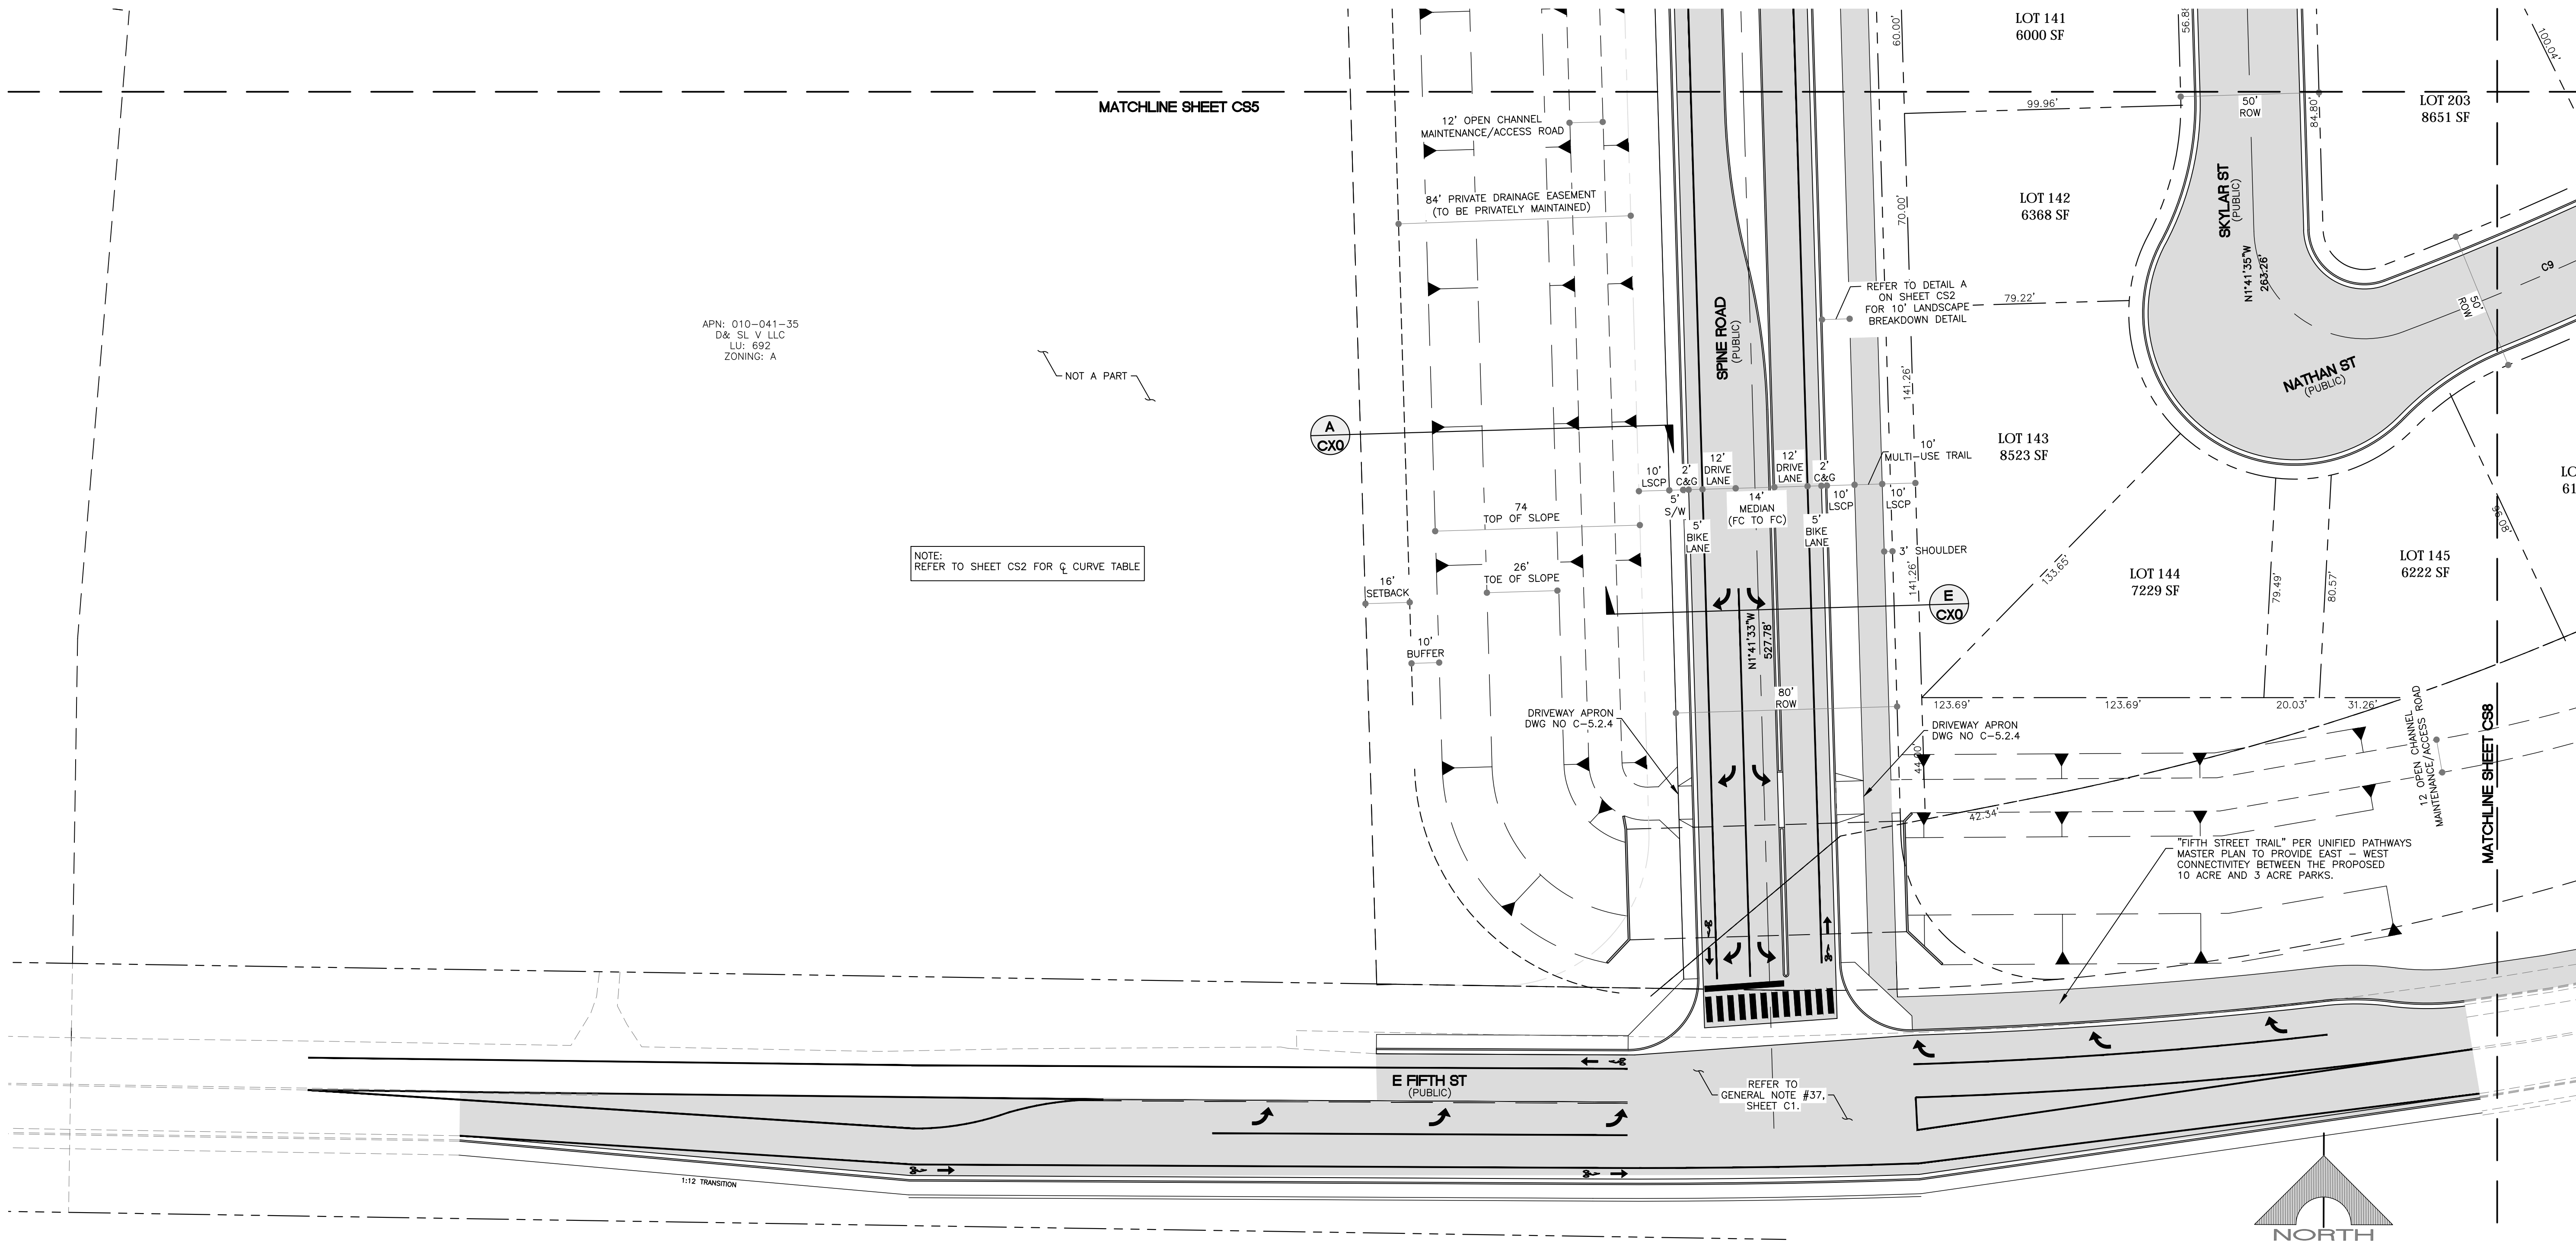 MATCHLINE SHEET CS5
APN: 010-041-35
D& SL V LLC
LU: 692
ZONING: A
NOT A PART
NOTE:
REFER TO SHEET CS2 FOR ℄ CURVE TABLE
12' OPEN CHANNEL
MAINTENANCE/ACCESS ROAD
84' PRIVATE DRAINAGE EASEMENT
(TO BE PRIVATELY MAINTAINED)
A
CX0
74
TOP OF SLOPE
26'
TOE OF SLOPE
16'
SETBACK
10'
BUFFER
SPINE ROAD
(PUBLIC)
10'
LSCP
5'
S/W
2'
C&G
5'
BIKE
LANE
12'
DRIVE
LANE
14'
MEDIAN
(FC TO FC)
12'
DRIVE
LANE
5'
BIKE
LANE
2'
C&G
10'
LSCP
10'
MULTI-USE TRAIL
10'
LSCP
3' SHOULDER
REFER TO DETAIL A
ON SHEET CS2
FOR 10' LANDSCAPE
BREAKDOWN DETAIL
E
CX0
N1°41'33"W
527.78'
80'
ROW
DRIVEWAY APRON
DWG NO C-5.2.4
DRIVEWAY APRON
DWG NO C-5.2.4
60.00'
LOT 141
6000 SF
99.96'
70.00'
LOT 142
6368 SF
79.22'
141.26'
LOT 143
8523 SF
141.26'
133.65'
LOT 144
7229 SF
79.49'
80.57'
LOT 145
6222 SF
96.08'
123.69'
123.69'
20.03'
31.26'
42.34'
50'
ROW
84.80'
LOT 203
8651 SF
100.04'
SKYLAR ST
(PUBLIC)
N1°41'35"W
263.26'
NATHAN ST
(PUBLIC)
C9
50'
ROW
12 OPEN CHANNEL
MAINTENANCE/ACCESS ROAD
MATCHLINE SHEET CS8
"FIFTH STREET TRAIL" PER UNIFIED PATHWAYS
MASTER PLAN TO PROVIDE EAST - WEST
CONNECTIVITEY BETWEEN THE PROPOSED
10 ACRE AND 3 ACRE PARKS.
E FIFTH ST
(PUBLIC)
REFER TO
GENERAL NOTE #37,
SHEET C1.
1:12 TRANSITION
NORTH